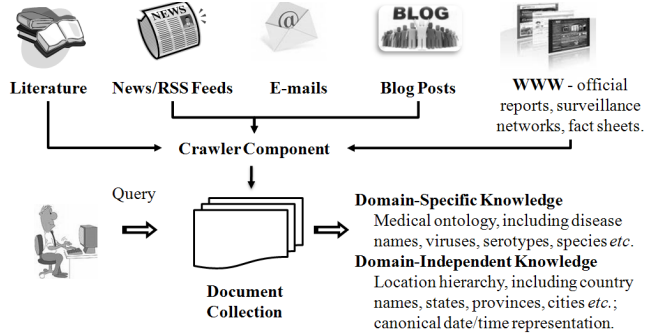 NEWS
@
BLOG
Literature
News/RSS Feeds
E-mails
Blog Posts
WWW - official
reports, surveillance
networks, fact sheets.
Crawler Component
Query
Document
Collection
Domain-Specific Knowledge
Medical ontology, including disease
names, viruses, serotypes, species etc.
Domain-Independent Knowledge
Location hierarchy, including country
names, states, provinces, cities etc.;
canonical date/time representation.